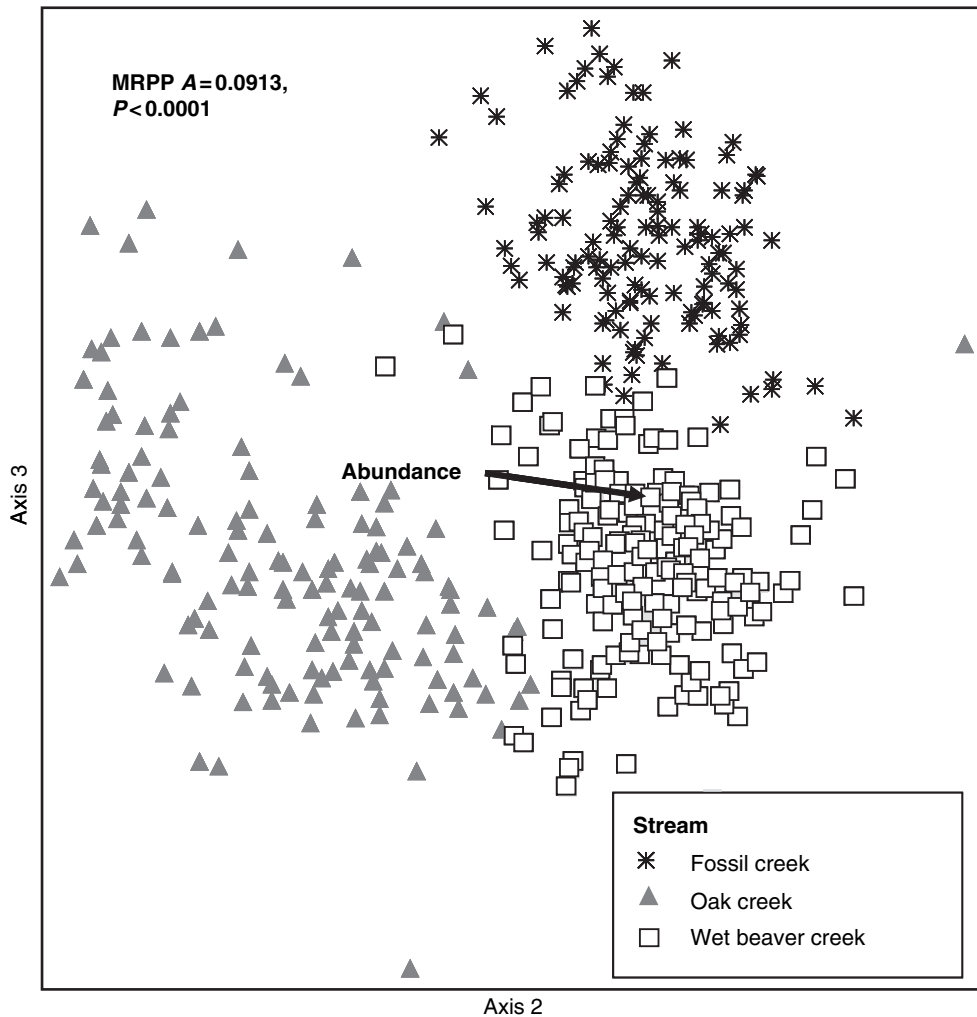 MRPP A=0.0913,
P<0.0001
Abundance
Axis 3
Stream
Fossil creek
Oak creek
Wet beaver creek
Axis 2